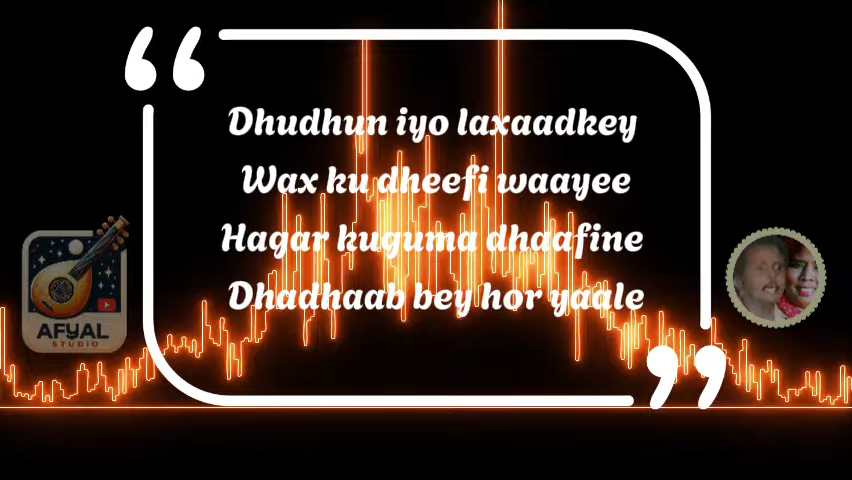 Dhudhun iyo laxaadkey
Wax ku dheefi waayee
Hagar kuguma dhaafine
Dhadhaab bey hor yaale
AFYAL
STUDIO